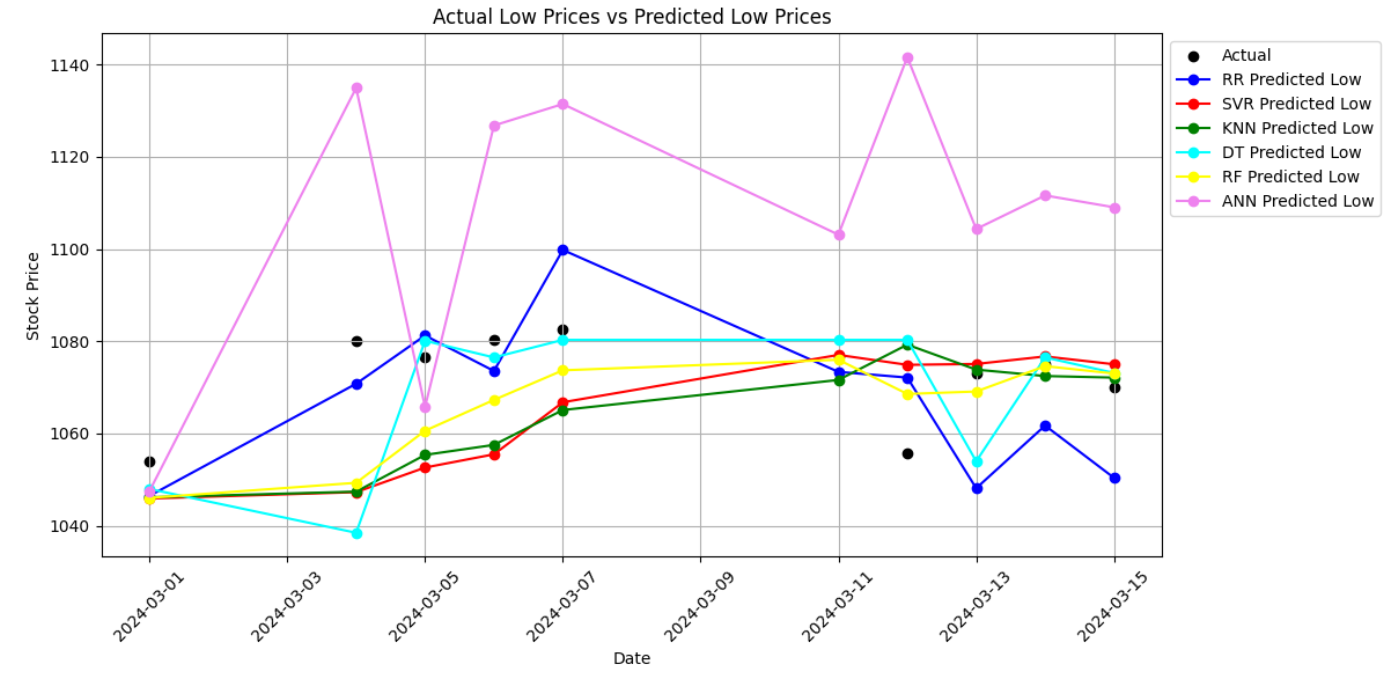 Actual Low Prices vs Predicted Low Prices
1140
1120
1100
1080
1060
1040
Stock Price
2024-03-01
2024-03-03
2024-03-05
2024-03-07
2024-03-09
2024-03-11
2024-03-13
2024-03-15
Date
Actual
RR Predicted Low
SVR Predicted Low
KNN Predicted Low
DT Predicted Low
RF Predicted Low
ANN Predicted Low